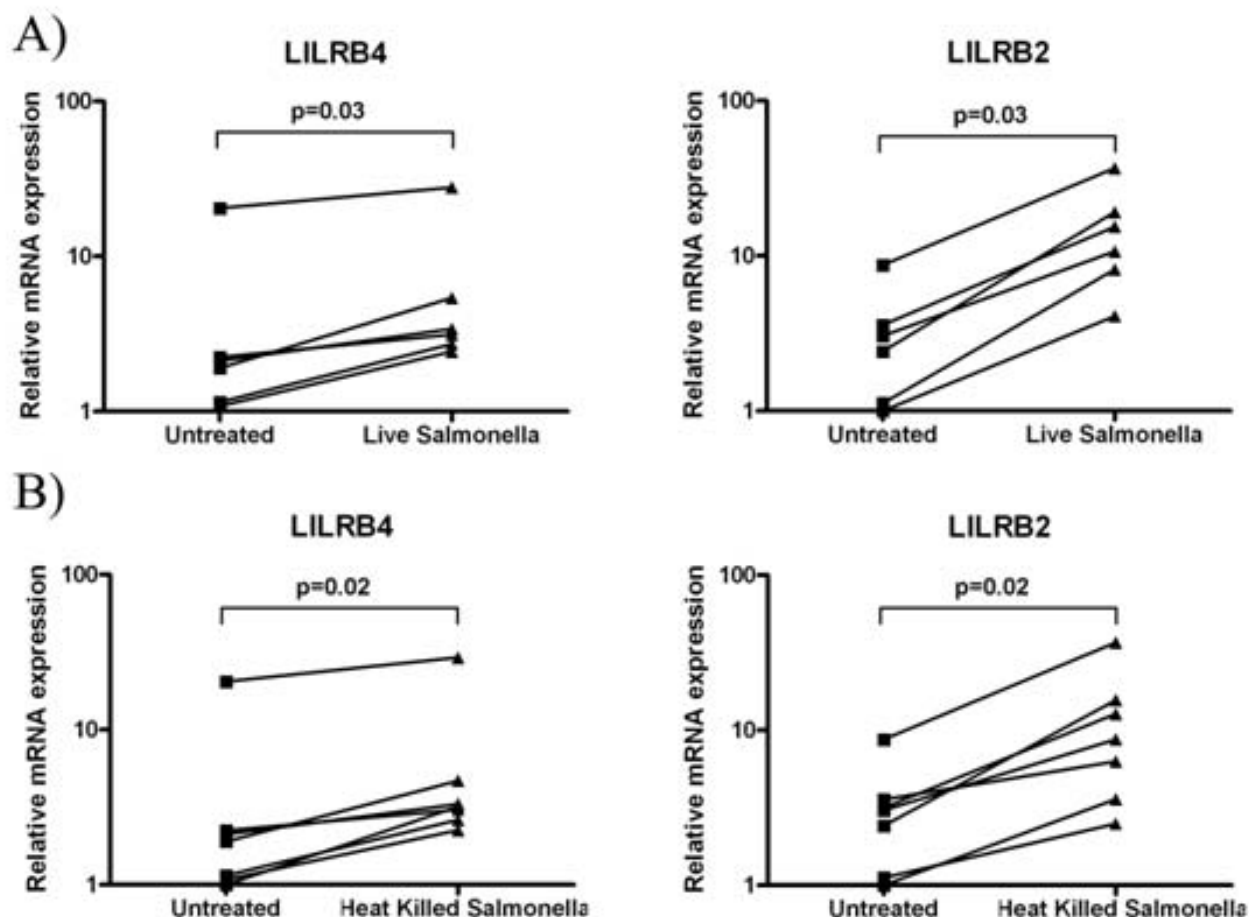 A)
LILRB4
LILRB2
Relative mRNA expression
100
10
1
p=0.03
Untreated
Live Salmonella
Relative mRNA expression
100
10
1
p=0.03
Untreated
Live Salmonella
B)
LILRB4
LILRB2
Relative mRNA expression
100
10
1
p=0.02
Untreated
Heat Killed Salmonella
Relative mRNA expression
100
10
1
p=0.02
Untreated
Heat Killed Salmonella